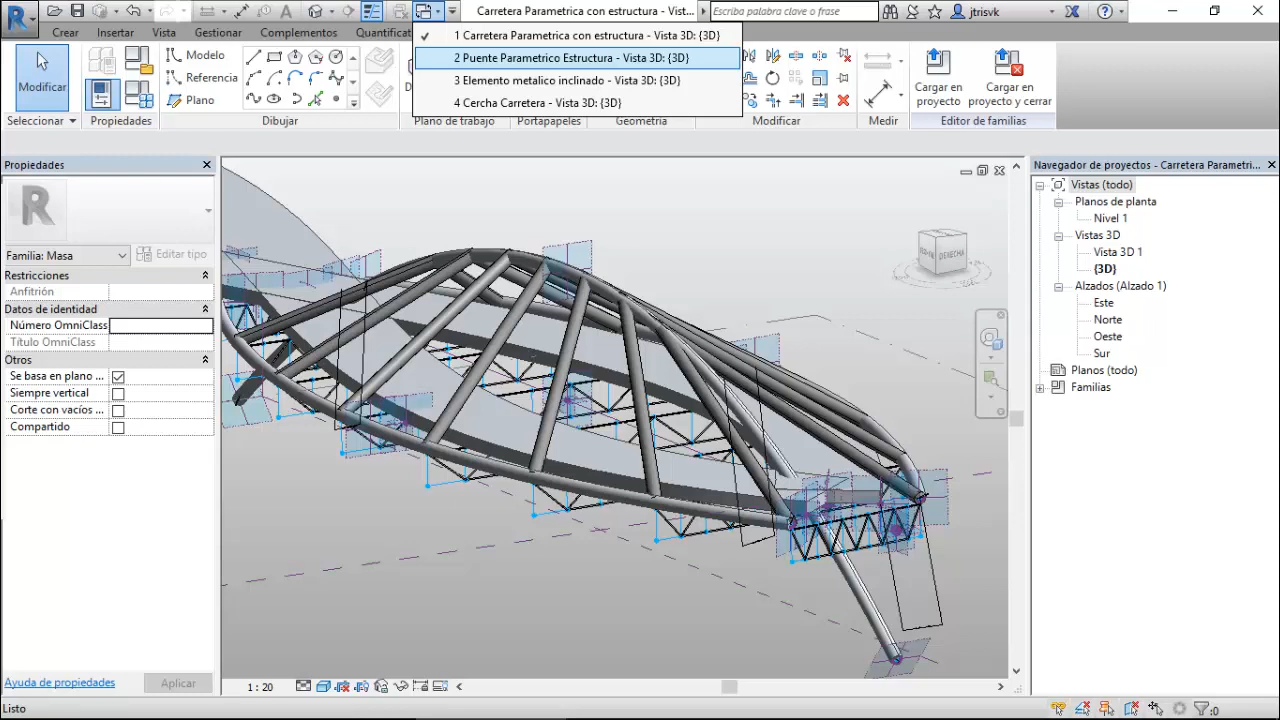 Carretera Parametrica con estructura - Vist...
Escriba palabra clave o frase
jtrisvk
Crear
Insertar
Vista
Gestionar
Complementos
Cuantificat
1 Carretera Parametrica con estructura - Vista 3D: {3D}
2 Puente Parametrico Estructura - Vista 3D: {3D}
3 Elemento metalico inclinado - Vista 3D: {3D}
4 Cercha Carretera - Vista 3D: {3D}
Modificar
Modelo
Referencia
Plano
Cargar en
proyecto
Cargar en
proyecto y cerrar
Seleccionar
Propiedades
Dibujar
Plano de trabajo
Portapapeles
Geometría
Modificar
Medir
Editor de familias
Propiedades
Familia: Masa
Editar tipo
Restricciones
Anfitrión
Datos de identidad
Número OmniClass
Título OmniClass
Otros
Se basa en plano ...
Siempre vertical
Corte con vacíos ...
Compartido
Ayuda de propiedades
Aplicar
DERECHA
1 : 20
Navegador de proyectos - Carretera Parametri...
Vistas (todo)
Planos de planta
Nivel 1
Vistas 3D
Vista 3D 1
{3D}
Alzados (Alzado 1)
Este
Norte
Oeste
Sur
Planos (todo)
Familias
Listo
:0